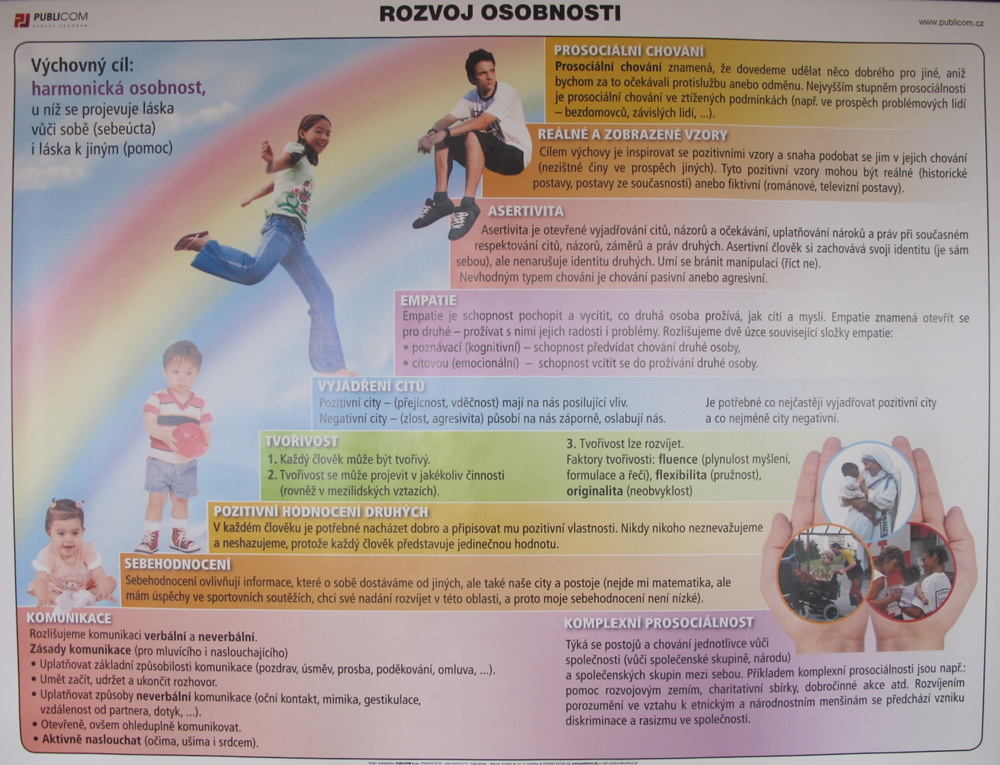 PUBLICOM
ŠKOLNÍ PROGRAM
ROZVOJ OSOBNOSTI
www.publicom.cz
Výchovný cíl:
harmonická osobnost,
u níž se projevuje láska
vůči sobě (sebeúcta)
i láska k jiným (pomoc)
PROSOCIÁLNÍ CHOVÁNÍ
Prosociální chování znamená, že dovedeme udělat něco dobrého pro jiné, aniž
bychom za to očekávali protislužbu anebo odměnu. Nejvyšším stupněm prosociálnosti
je prosociální chování ve ztížených podmínkách (např. ve prospěch problémových lidí
– bezdomovců, závislých lidí, ...).
REÁLNÉ A ZOBRAZENÉ VZORY
Cílem výchovy je inspirovat se pozitivními vzory a snaha podobat se jim v jejich chování
(nezištné činy ve prospěch jiných). Tyto pozitivní vzory mohou být reálné (historické
postavy, postavy ze současnosti) anebo fiktivní (románové, televizní postavy).
ASERTIVITA
Asertivita je otevřené vyjadřování citů, názorů a očekávání, uplatňování nároků a práv při současném
respektování citů, názorů, záměrů a práv druhých. Asertivní člověk si zachovává svoji identitu (je sám
sebou), ale nenarušuje identitu druhých. Umí se bránit manipulaci (říct ne).
Nevhodným typem chování je chování pasivní anebo agresivní.
EMPATIE
Empatie je schopnost pochopit a vycítit, co druhá osoba prožívá, jak cítí a myslí. Empatie znamená otevřít se
pro druhé – prožívat s nimi jejich radosti i problémy. Rozlišujeme dvě úzce související složky empatie:
• poznávací (kognitivní) – schopnost předvídat chování druhé osoby,
• citovou (emocionální) – schopnost vcítit se do prožívání druhé osoby.
VYJÁDŘENÍ CITŮ
Pozitivní city – (přejícnost, vděčnost) mají na nás posilující vliv.
Negativní city – (zlost, agresivita) působí na nás záporně, oslabují nás.
Je potřebné co nejčastěji vyjadřovat pozitivní city
a co nejméně city negativní.
TVOŘIVOST
1. Každý člověk může být tvořivý.
2. Tvořivost se může projevit v jakékoliv činnosti
(rovněž v mezilidských vztazích).
3. Tvořivost lze rozvíjet.
Faktory tvořivosti: fluence (plynulost myšlení,
formulace a řeči), flexibilita (pružnost),
originalita (neobvyklost)
POZITIVNÍ HODNOCENÍ DRUHÝCH
V každém člověku je potřebné nacházet dobro a připisovat mu pozitivní vlastnosti. Nikdy nikoho neznevažujeme
a neshazujeme, protože každý člověk představuje jedinečnou hodnotu.
SEBEHODNOCENÍ
Sebehodnocení ovlivňují informace, které o sobě dostáváme od jiných, ale také naše city a postoje (nejde mi matematika, ale
mám úspěchy ve sportovních soutěžích, chci své nadání rozvíjet v této oblasti, a proto moje sebehodnocení není nízké).
KOMUNIKACE
Rozlišujeme komunikaci verbální a neverbální.
Zásady komunikace (pro mluvícího i naslouchajícího)
• Uplatňovat základní způsobilosti komunikace (pozdrav, úsměv, prosba, poděkování, omluva, ...).
• Umět začít, udržet a ukončit rozhovor.
• Uplatňovat způsoby neverbální komunikace (oční kontakt, mimika, gestikulace,
vzdálenost od partnera, dotyk, ...).
• Otevřeně, ovšem ohleduplně komunikovat.
• Aktivně naslouchat (očima, ušima i srdcem).
KOMPLEXNÍ PROSOCIÁLNOST
Týká se postojů a chování jednotlivce vůči
společnosti (vůči společenské skupině, národu)
a společenských skupin mezi sebou. Příkladem komplexní prosociálnosti jsou např.:
pomoc rozvojovým zemím, charitativní sbírky, dobročinné akce atd. Rozvíjením
porozumění ve vztahu k etnickým a národnostním menšinám se předchází vzniku
diskriminace a rasizmu ve společnosti.